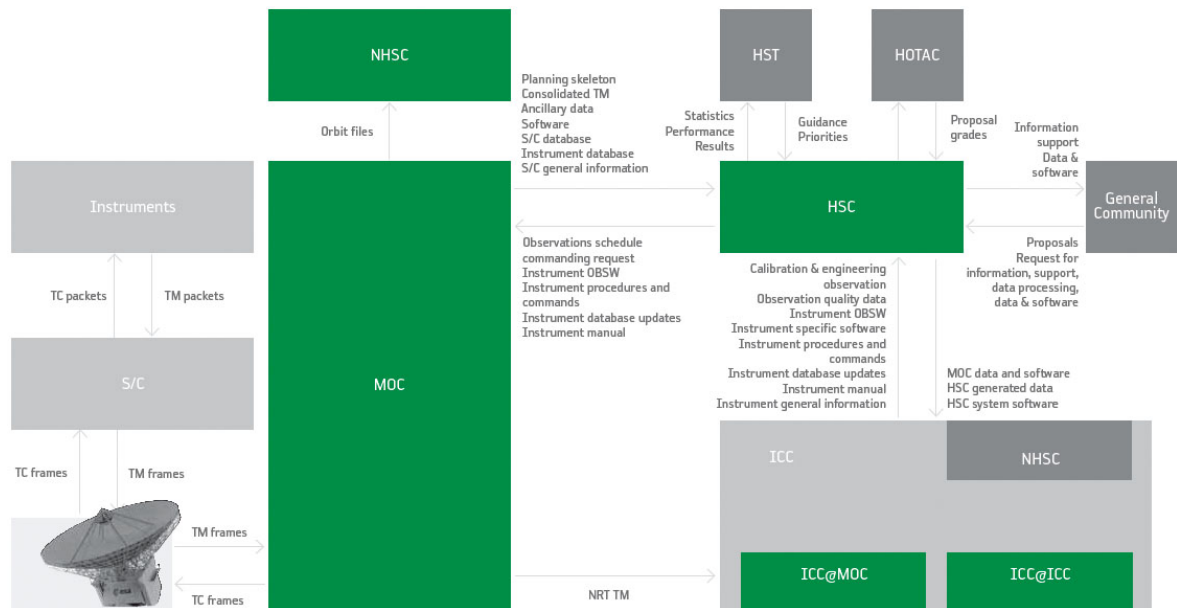 NHSC
HST
HOTAC
Planning skeleton
Consolidated TM
Ancillary data
Software
S/C database
Instrument database
S/C general information
Orbit files
Statistics
Performance
Results
Guidance
Priorities
Proposal
grades
Information
support
Data &
software
Instruments
MOC
HSC
General
Community
Observations schedule
commanding request
Instrument OBSW
Instrument procedures and
commands
Instrument database updates
Instrument manual
Proposals
Request for
information, support,
data processing,
data & software
Calibration & engineering
observation
Observation quality data
Instrument OBSW
Instrument specific software
Instrument procedures and
commands
Instrument database updates
Instrument manual
Instrument general information
MOC data and software
HSC generated data
HSC system software
TC packets
TM packets
S/C
TC frames
TM frames
ICC
NHSC
TM frames
TC frames
esa
NRT TM
ICC@MOC
ICC@ICC